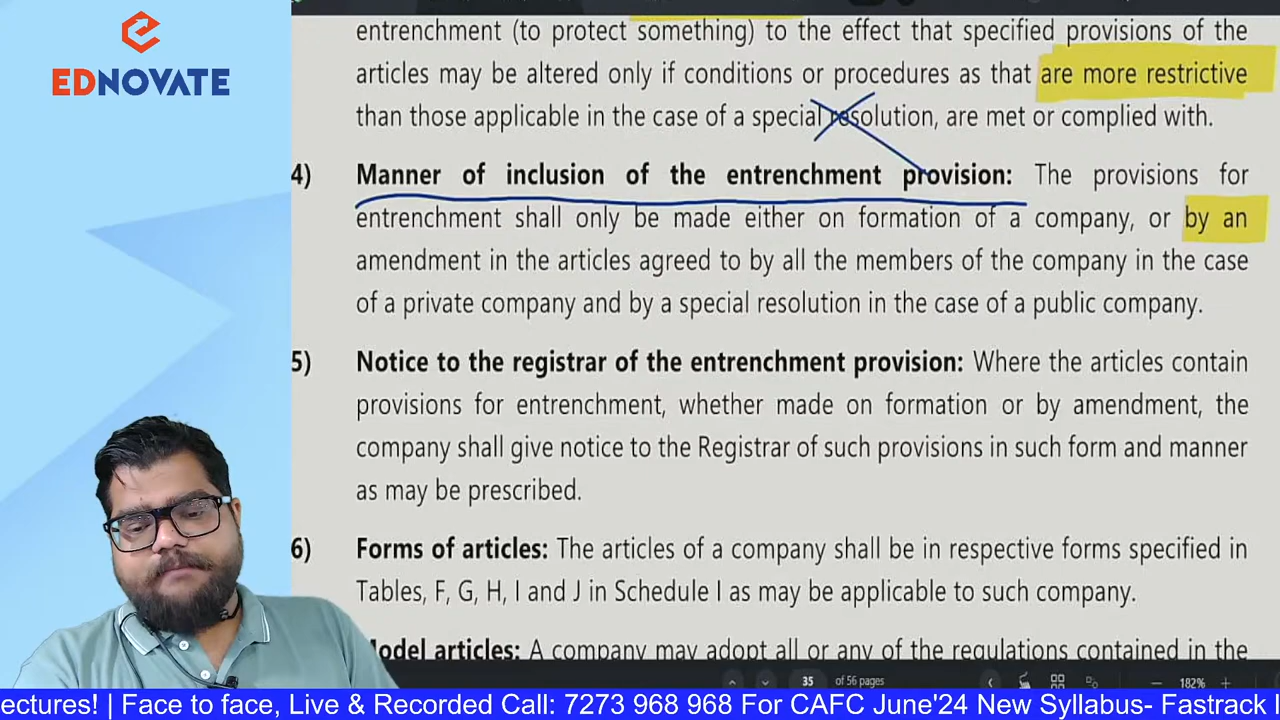 EDNOVATE
entrenchment (to protect something) to the effect that specified provisions of the
articles may be altered only if conditions or procedures as that are more restrictive
than those applicable in the case of a special resolution, are met or complied with.
4) Manner of inclusion of the entrenchment provision: The provisions for
entrenchment shall only be made either on formation of a company, or by an
amendment in the articles agreed to by all the members of the company in the case
of a private company and by a special resolution in the case of a public company.
5) Notice to the registrar of the entrenchment provision: Where the articles contain
provisions for entrenchment, whether made on formation or by amendment, the
company shall give notice to the Registrar of such provisions in such form and manner
as may be prescribed.
6) Forms of articles: The articles of a company shall be in respective forms specified in
Tables, F, G, H, I and J in Schedule I as may be applicable to such company.
Model articles: A company may adopt all or any of the regulations contained in the
35 of 56 pages
182%
ectures! | Face to face, Live & Recorded Call: 7273 968 968 For CAFC June'24 New Syllabus- Fastrack